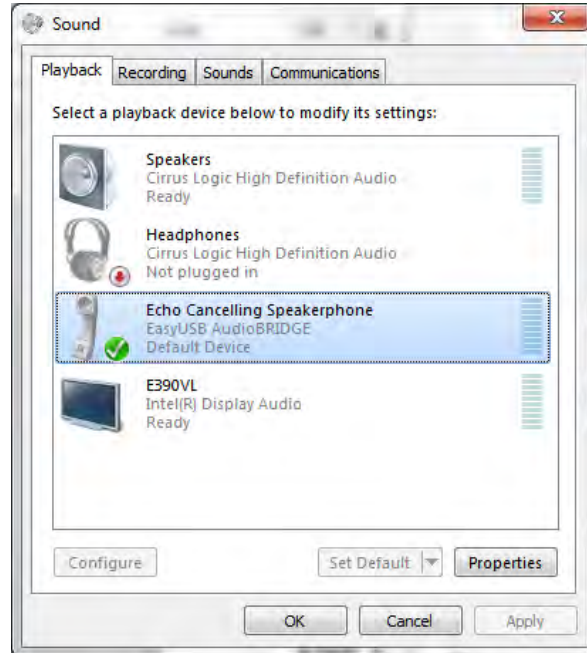 Sound
Playback Recording Sounds Communications
Select a playback device below to modify its settings:
Speakers
Cirrus Logic High Definition Audio
Ready
Headphones
Cirrus Logic High Definition Audio
Not plugged in
Echo Cancelling Speakerphone
EasyUSB AudioBRIDGE
Default Device
E390VL
Intel(R) Display Audio
Ready
Configure Set Default Properties
OK Cancel Apply